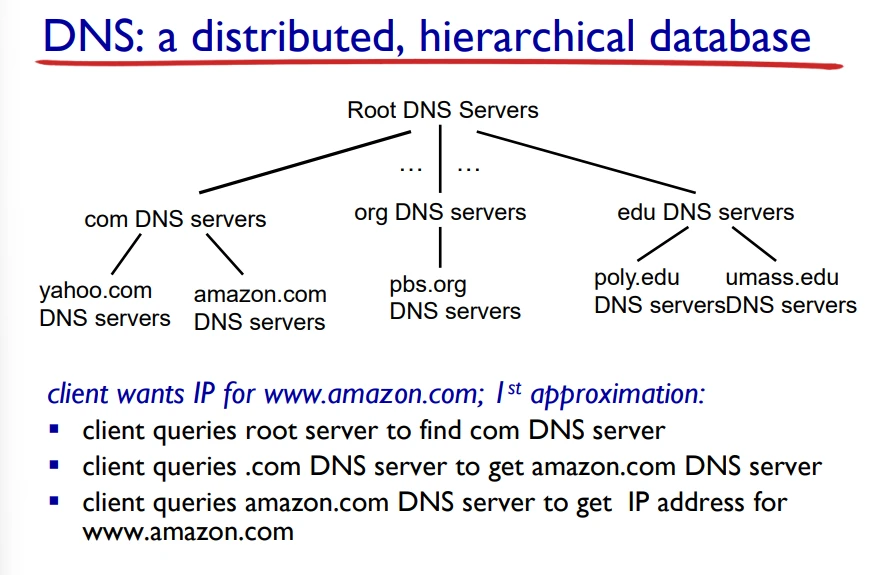 DNS: a distributed, hierarchical database
Root DNS Servers
… …
com DNS servers
org DNS servers
edu DNS servers
yahoo.com
DNS servers
amazon.com
DNS servers
pbs.org
DNS servers
poly.edu
DNS servers
umass.edu
DNS servers
client wants IP for www.amazon.com; 1st approximation:
▪ client queries root server to find com DNS server
▪ client queries .com DNS server to get amazon.com DNS server
▪ client queries amazon.com DNS server to get IP address for
www.amazon.com